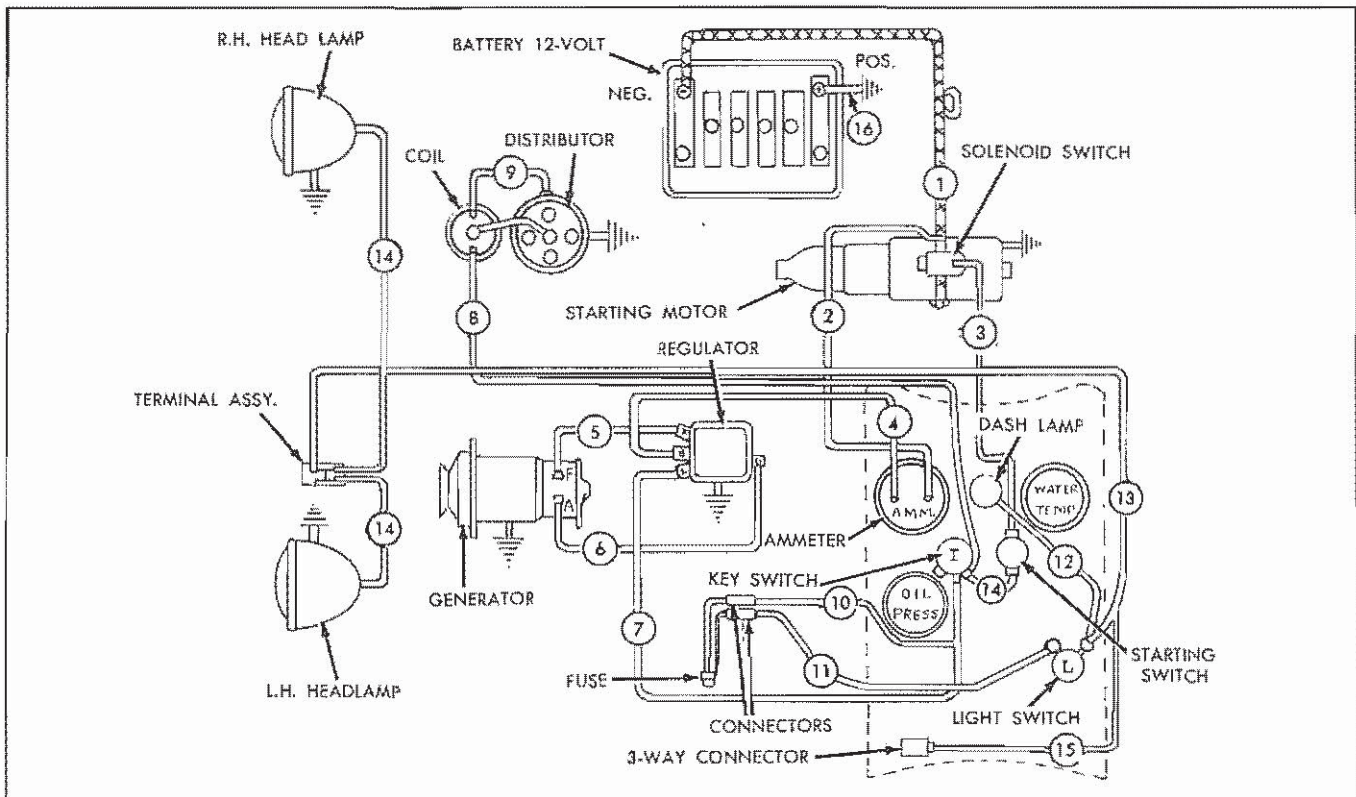 R.H. HEAD LAMP
BATTERY 12-VOLT
POS.
NEG.
16
COIL
DISTRIBUTOR
SOLENOID SWITCH
9
1
14
8
STARTING MOTOR
2
3
REGULATOR
TERMINAL ASSY.
5
4
DASH LAMP
F
A
AMM.
WATER
TEMP.
13
14
6
AMMETER
12
KEY SWITCH
I
14
GENERATOR
OIL
PRESS
7
10
11
L
STARTING
SWITCH
FUSE
L.H. HEADLAMP
CONNECTORS
LIGHT SWITCH
3-WAY CONNECTOR
15